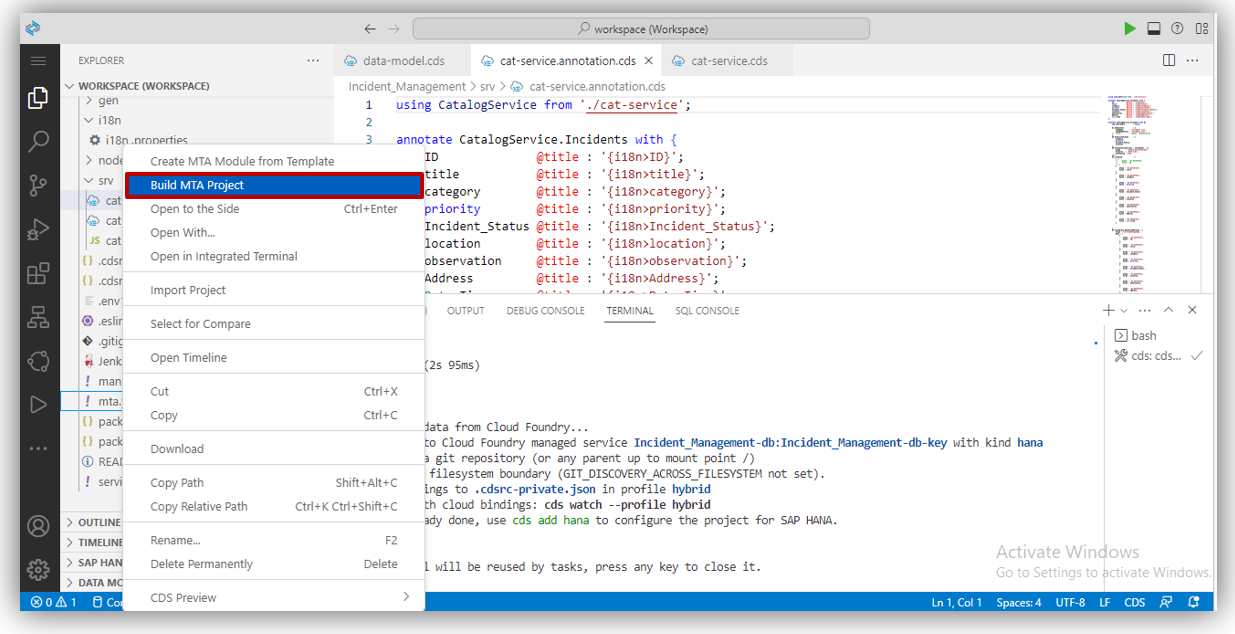 workspace (Workspace)
EXPLORER
WORKSPACE (WORKSPACE)
gen
i18n
i18n.properties
node
srv
cat
cat
JS cat
{} .cdsr
{} .cdsr
.env
.eslin
.gitig
Jenk
! man
! mta.
{} pack
{} pack
READ
! servi
OUTLINE
TIMELINE
SAP HAN
DATA MO
Create MTA Module from Template
Build MTA Project
Open to the Side Ctrl+Enter
Open With...
Open in Integrated Terminal
Import Project
Select for Compare
Open Timeline
Cut Ctrl+X
Copy Ctrl+C
Download
Copy Path Shift+Alt+C
Copy Relative Path Ctrl+K Ctrl+Shift+C
Rename... F2
Delete Permanently Delete
CDS Preview
data-model.cds
cat-service.annotation.cds
cat-service.cds
Incident_Management > srv > cat-service.annotation.cds
1 using CatalogService from './cat-service';
2
3 annotate CatalogService.Incidents with {
ID @title : '{i18n>ID}';
title @title : '{i18n>title}';
category @title : '{i18n>category}';
priority @title : '{i18n>priority}';
Incident_Status @title : '{i18n>Incident_Status}';
location @title : '{i18n>location}';
observation @title : '{i18n>observation}';
Address @title : '{i18n>Address}';
OUTPUT DEBUG CONSOLE TERMINAL SQL CONSOLE
(2s 95ms)
data from Cloud Foundry...
to Cloud Foundry managed service Incident_Management-db:Incident_Management-db-key with kind hana
a git repository (or any parent up to mount point /)
filesystem boundary (GIT_DISCOVERY_ACROSS_FILESYSTEM not set).
ngs to .cdsrc-private.json in profile hybrid
th cloud bindings: cds watch --profile hybrid
ady done, use cds add hana to configure the project for SAP HANA.
l will be reused by tasks, press any key to close it.
bash
cds: cds...
Activate Windows
Go to Settings to activate Windows.
0 1 Ln 1, Col 1 Spaces: 4 UTF-8 LF CDS